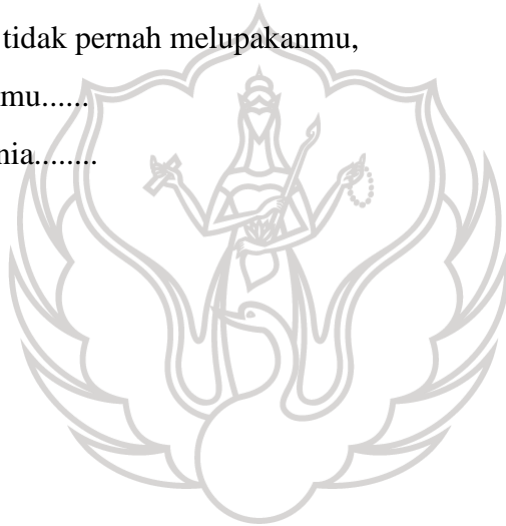 tidak pernah melupakanmu,
mu......
nia........